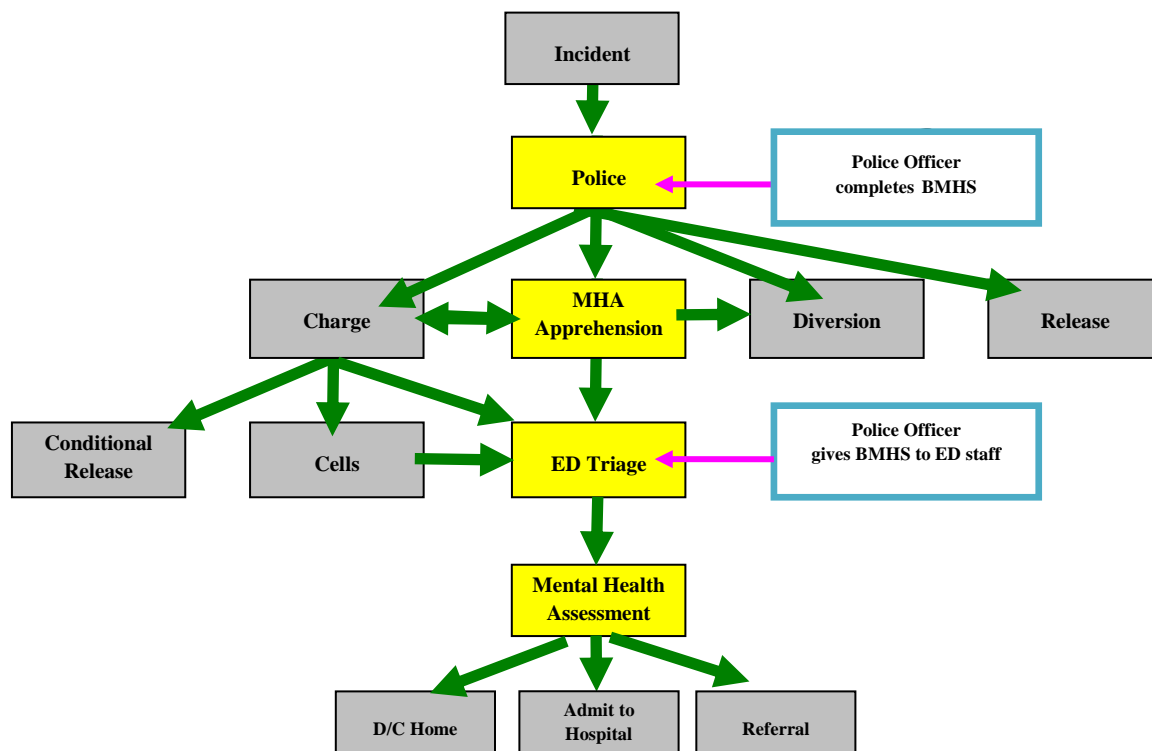 Incident
Police
Police Officer
completes BMHS
Charge
MHA
Apprehension
Diversion
Release
Conditional
Release
Cells
ED Triage
Police Officer
gives BMHS to ED staff
Mental Health
Assessment
D/C Home
Admit to
Hospital
Referral